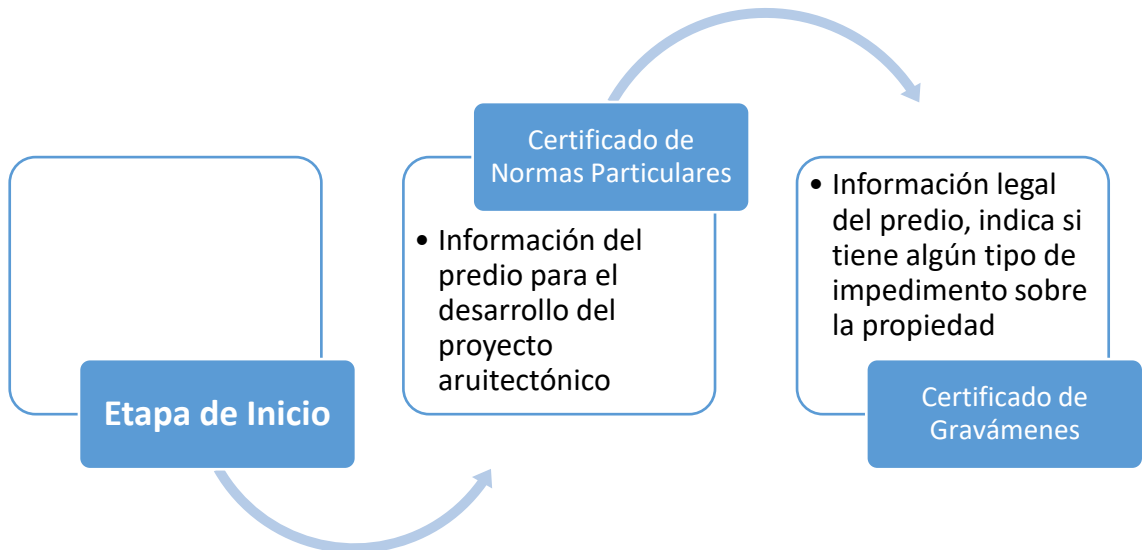 Etapa de Inicio
Certificado de
Normas Particulares
• Información del
predio para el
desarrollo del
proyecto
aruitectónico
• Información legal
del predio, indica si
tiene algún tipo de
impedimento sobre
la propiedad
Certificado de
Gravámenes